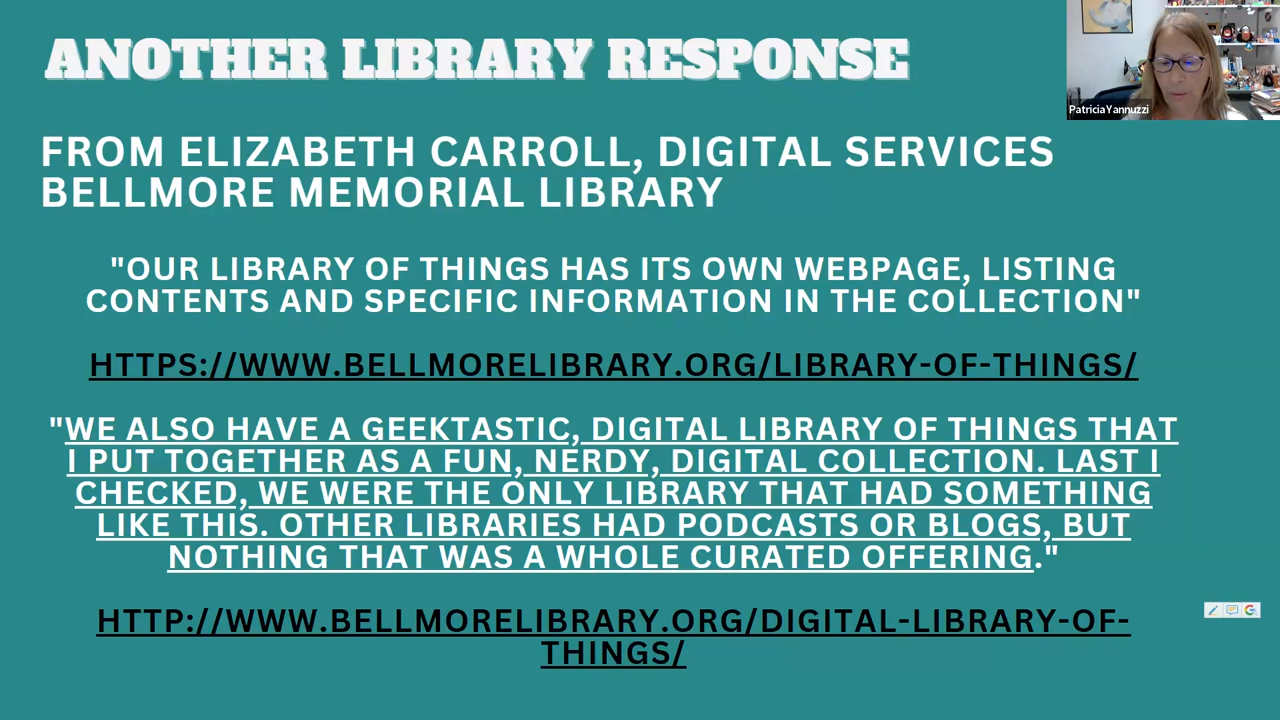 ANOTHER LIBRARY RESPONSE
Patricia Yannuzzi
FROM ELIZABETH CARROLL, DIGITAL SERVICES
BELLMORE MEMORIAL LIBRARY
"OUR LIBRARY OF THINGS HAS ITS OWN WEBPAGE, LISTING
CONTENTS AND SPECIFIC INFORMATION IN THE COLLECTION"
HTTPS://WWW.BELLMORELIBRARY.ORG/LIBRARY-OF-THINGS/
"WE ALSO HAVE A GEEKTASTIC, DIGITAL LIBRARY OF THINGS THAT
I PUT TOGETHER AS A FUN, NERDY, DIGITAL COLLECTION. LAST I
CHECKED, WE WERE THE ONLY LIBRARY THAT HAD SOMETHING
LIKE THIS. OTHER LIBRARIES HAD PODCASTS OR BLOGS, BUT
NOTHING THAT WAS A WHOLE CURATED OFFERING."
HTTP://WWW.BELLMORELIBRARY.ORG/DIGITAL-LIBRARY-OF-
THINGS/